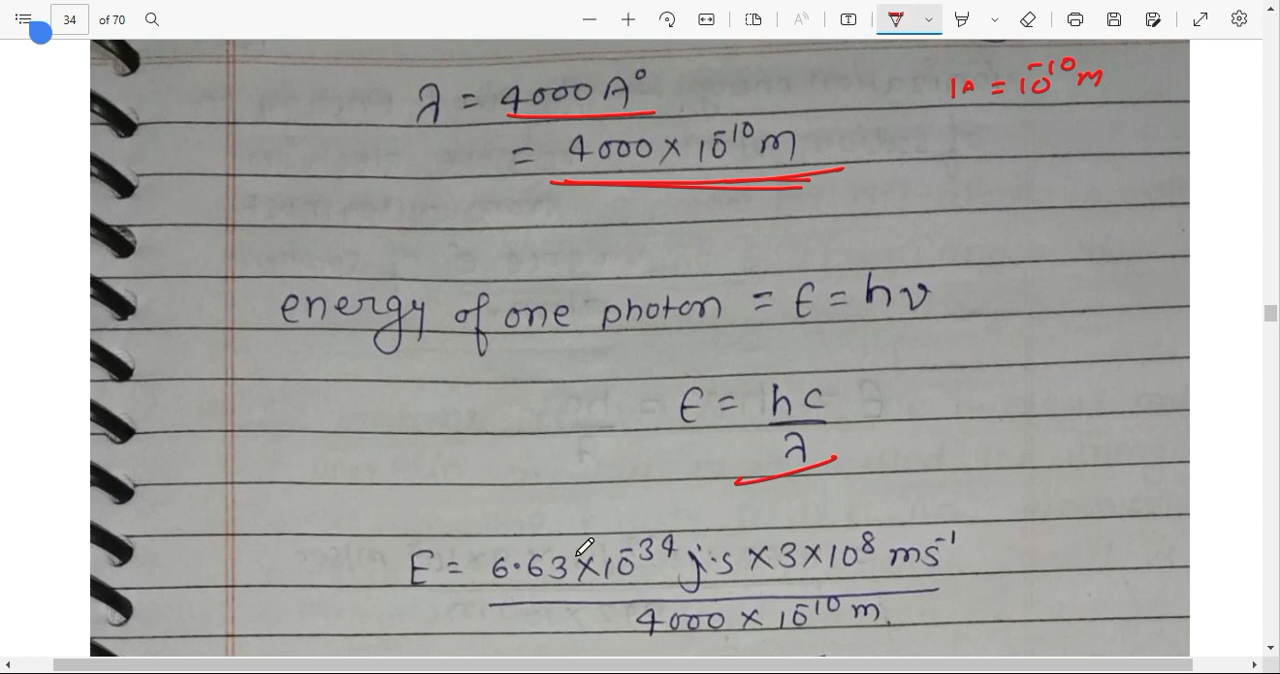 34 of 70
λ = 4000 A°
1A = 10⁻¹⁰ m
= 4000 × 10⁻¹⁰ m
energy of one photon = E = hν
E = hc
λ
E = 6.63 × 10⁻³⁴ j.s × 3 × 10⁸ ms⁻¹
4000 × 10⁻¹⁰ m.